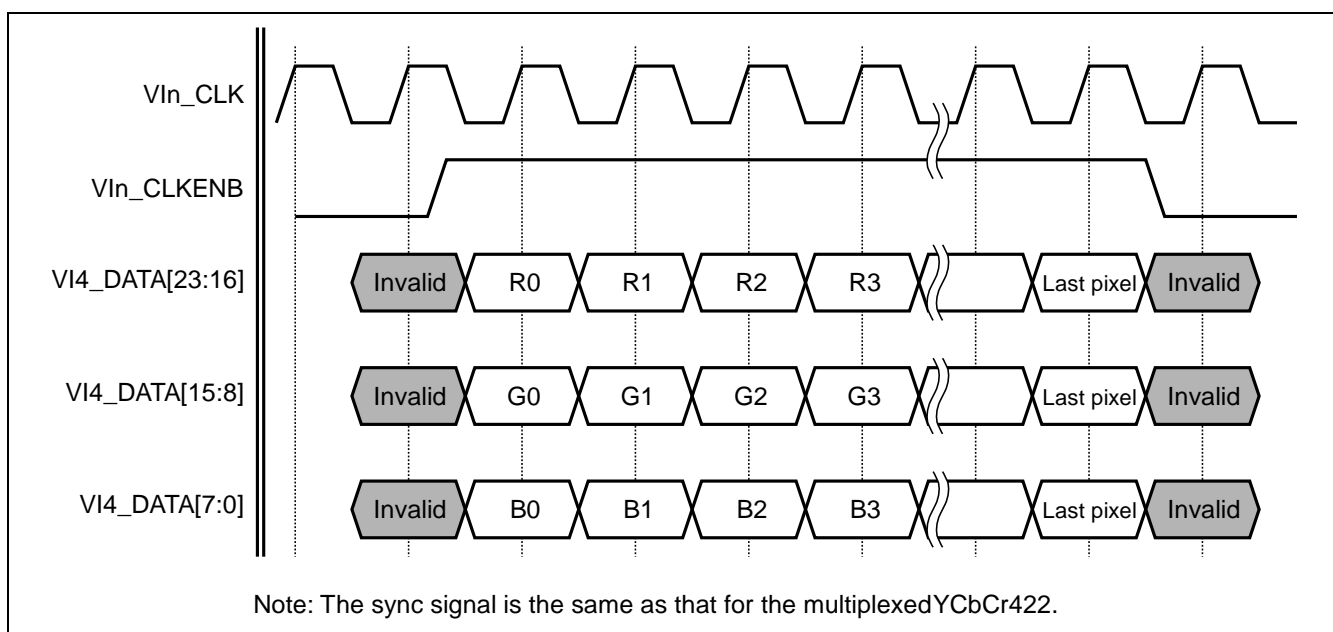 VIn_CLK
VIn_CLKENB
VI4_DATA[23:16] Invalid R0 R1 R2 R3 Last pixel Invalid
VI4_DATA[15:8] Invalid G0 G1 G2 G3 Last pixel Invalid
VI4_DATA[7:0] Invalid B0 B1 B2 B3 Last pixel Invalid
Note: The sync signal is the same as that for the multiplexedYCbCr422.